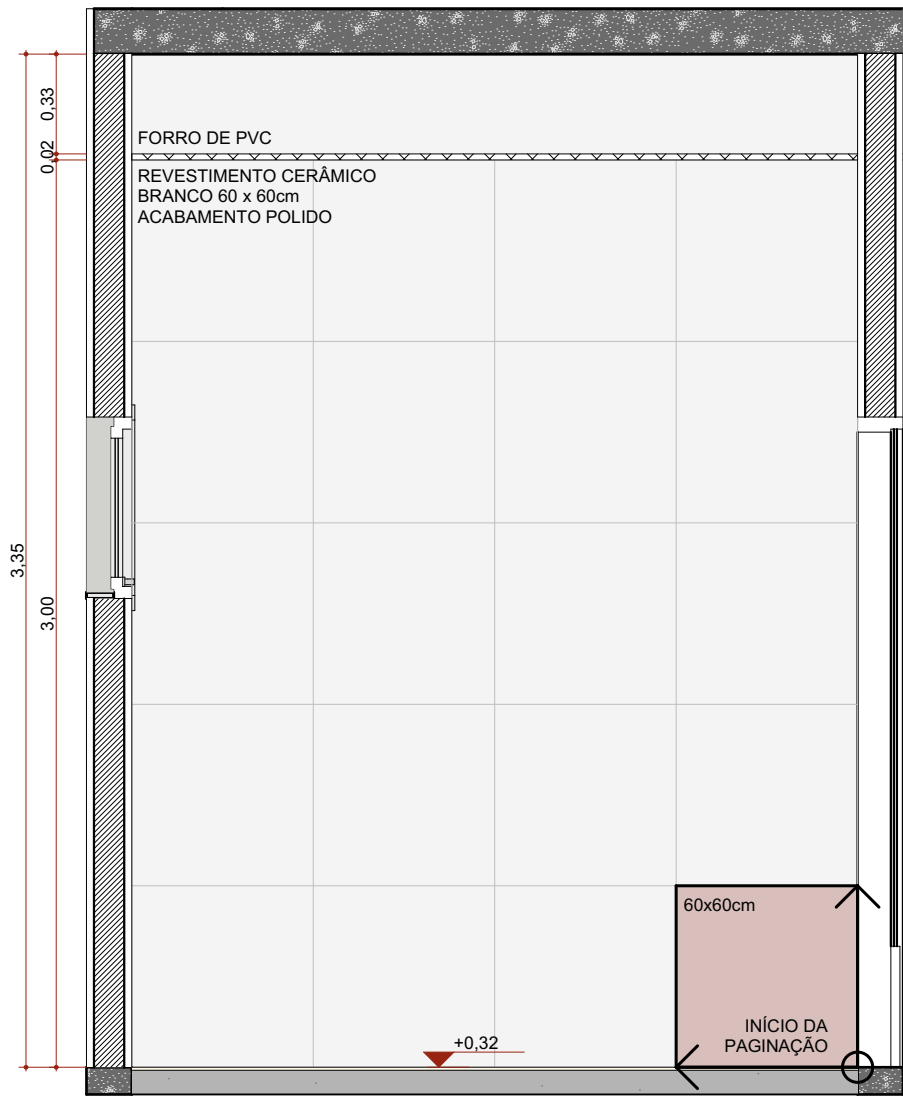 0,33
FORRO DE PVC
0,02
REVESTIMENTO CERÂMICO
BRANCO 60 x 60cm
ACABAMENTO POLIDO
3,35
3,00
60x60cm
INÍCIO DA
PAGINAÇÃO
+0,32